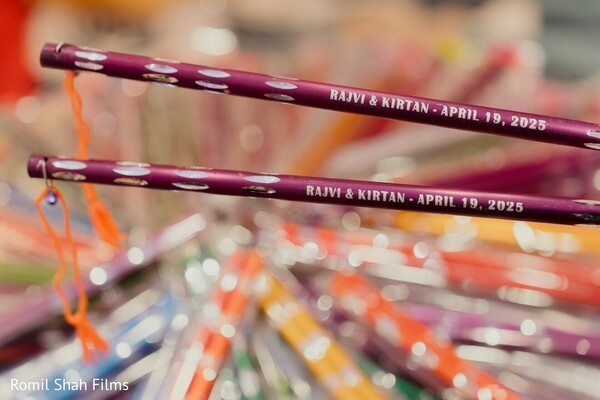 RAJVI & KIRTAN - APRIL 19, 2025
RAJVI & KIRTAN - APRIL 19, 2025
Romil Shah Films